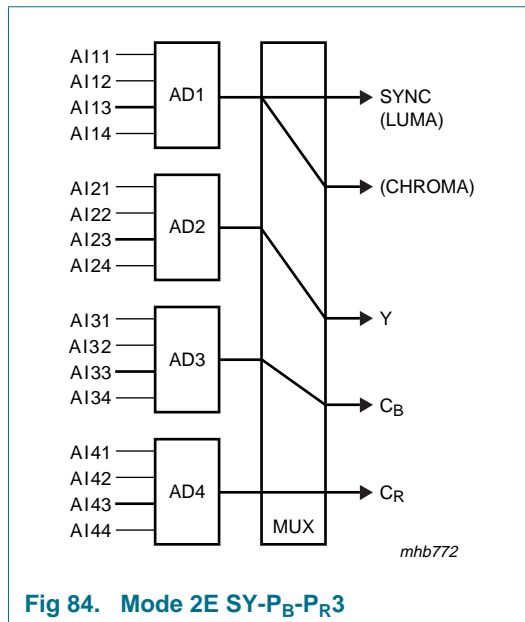 AI11
AI12
AI13
AI14
AD1
SYNC
(LUMA)
(CHROMA)
AI21
AI22
AI23
AI24
AD2
Y
AI31
AI32
AI33
AI34
AD3
CB
AI41
AI42
AI43
AI44
AD4
CR
MUX
mhb772
Fig 84. Mode 2E SY-PB-PR3